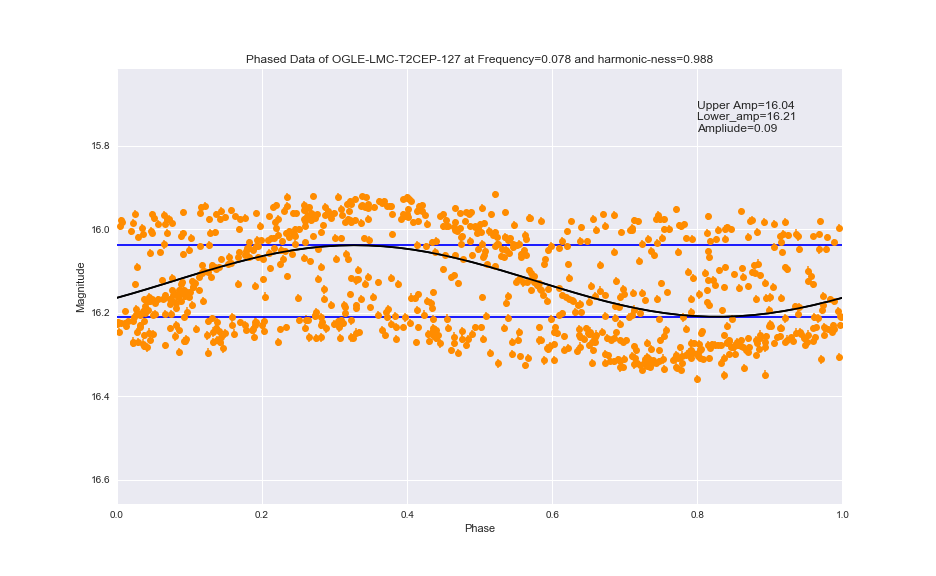 Phased Data of OGLE-LMC-T2CEP-127 at Frequency=0.078 and harmonic-ness=0.988
Upper Amp=16.04
Lower_amp=16.21
Ampliude=0.09
15.8
16.0
16.2
16.4
16.6
Magnitude
0.0 0.2 0.4 0.6 0.8 1.0
Phase